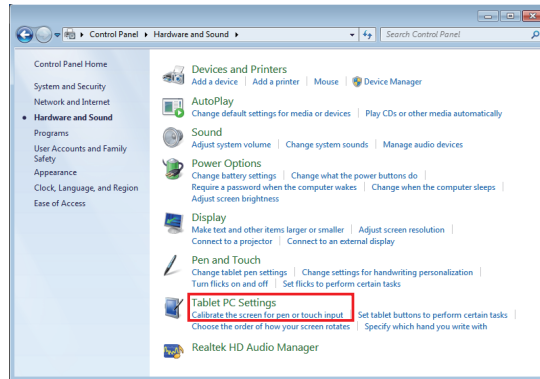 Control Panel Hardware and Sound Search Control Panel
Control Panel Home
System and Security
Network and Internet
Hardware and Sound
Programs
User Accounts and Family
Safety
Appearance
Clock, Language, and Region
Ease of Access
Devices and Printers
Add a device Add a printer Mouse Device Manager
AutoPlay
Change default settings for media or devices Play CDs or other media automatically
Sound
Adjust system volume Change system sounds Manage audio devices
Power Options
Change battery settings Change what the power buttons do
Require a password when the computer wakes Change when the computer sleeps
Adjust screen brightness
Display
Make text and other items larger or smaller Adjust screen resolution
Connect to a projector Connect to an external display
Pen and Touch
Change tablet pen settings Change settings for handwriting personalization
Turn flicks on and off Set flicks to perform certain tasks
Tablet PC Settings
Calibrate the screen for pen or touch input Set tablet buttons to perform certain tasks
Choose the order of how your screen rotates Specify which hand you write with
Realtek HD Audio Manager